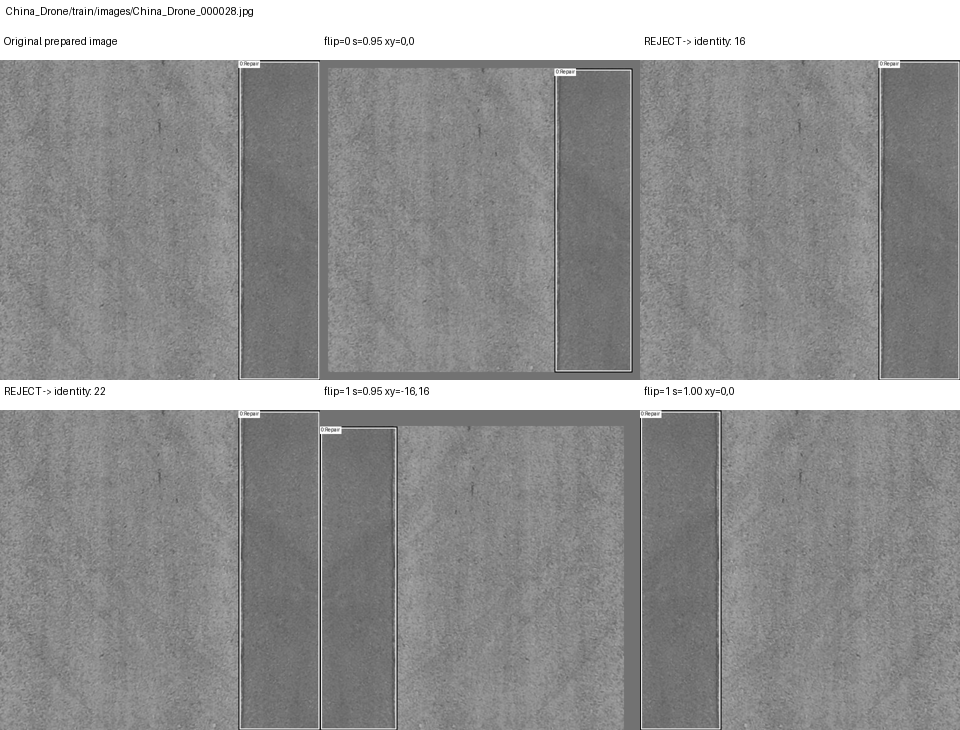 China_Drone/train/images/China_Drone_000028.jpg
Original prepared image
flip=0 s=0.95 xy=0,0
REJECT -> identity: 16
0 Repair
0 Repair
0 Repair
REJECT -> identity: 22
flip=1 s=0.95 xy=-16,16
flip=1 s=1.00 xy=0,0
0 Repair
0 Repair
0 Repair